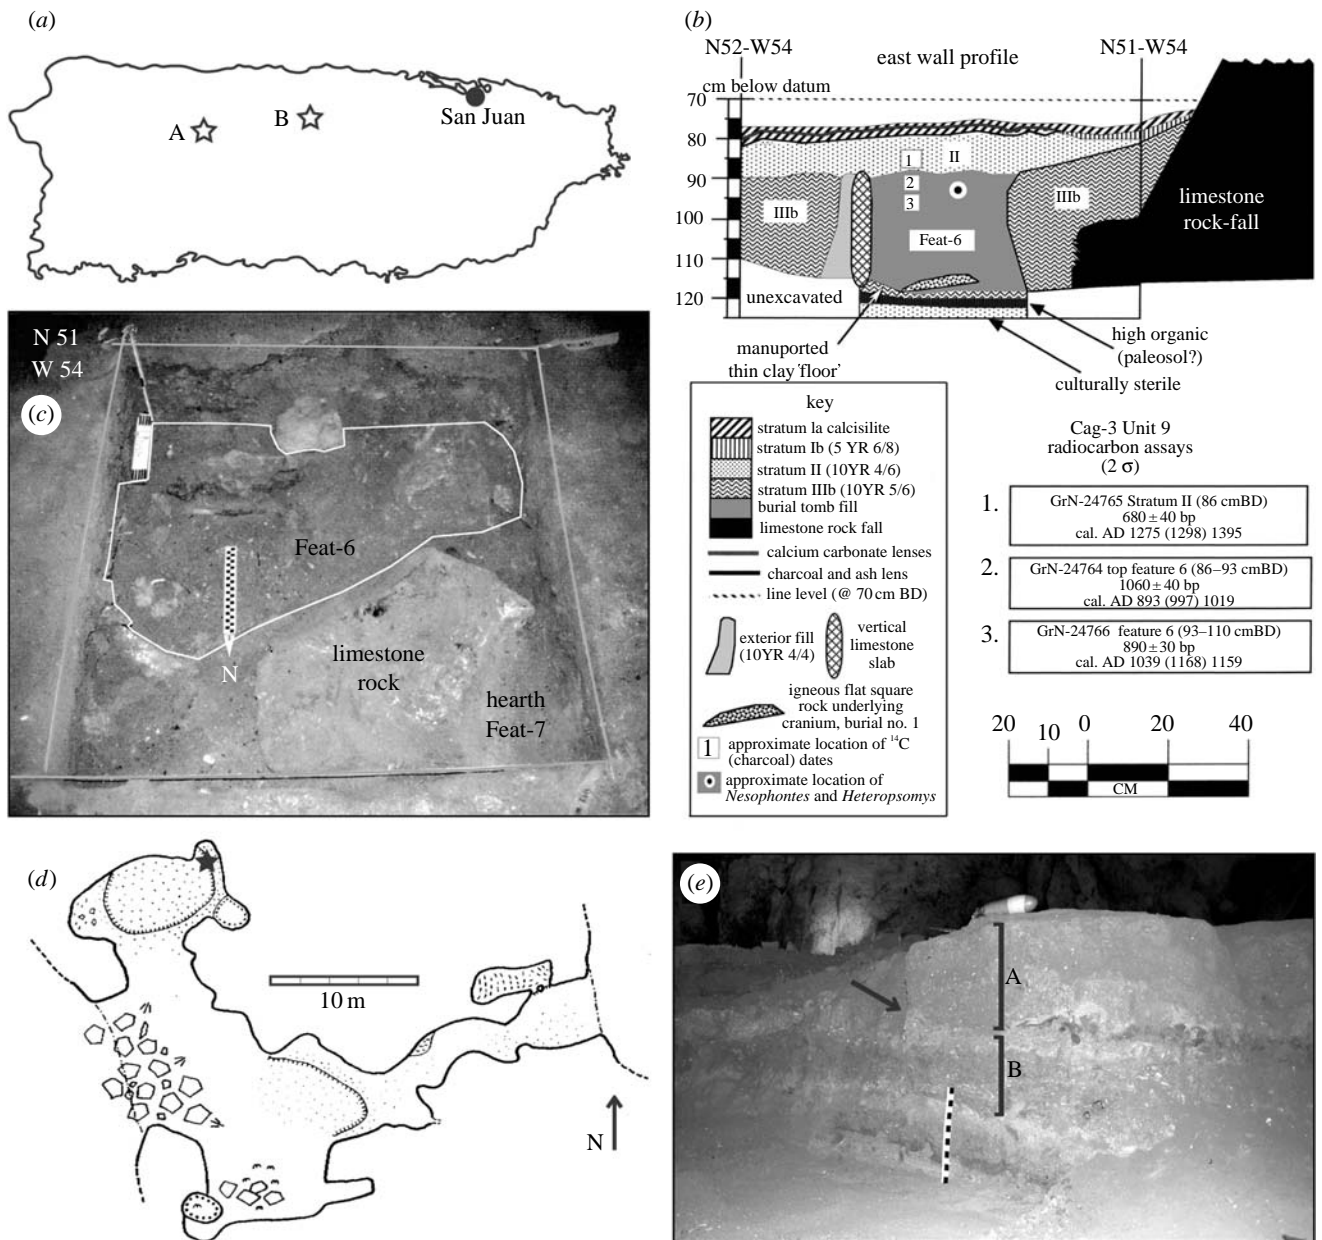 (a)
A
B
San Juan
(b)
N52-W54
N51-W54
east wall profile
cm below datum
70
80
90
100
110
120
1
II
2
3
IIIb
IIIb
Feat-6
limestone
rock-fall
unexcavated
manuported
thin clay 'floor'
high organic
(paleosol?)
culturally sterile
key
stratum Ia calcisilite
stratum Ib (5 YR 6/8)
stratum II (10YR 4/6)
stratum IIIb (10YR 5/6)
burial tomb fill
limestone rock fall
calcium carbonate lenses
charcoal and ash lens
line level (@ 70 cm BD)
exterior fill
(10YR 4/4)
vertical
limestone
slab
igneous flat square
rock underlying
cranium, burial no. 1
1
approximate location of ¹⁴C
(charcoal) dates
approximate location of
Nesophontes and Heteropsomys
Cag-3 Unit 9
radiocarbon assays
(2 σ)
1.
GrN-24765 Stratum II (86 cmBD)
680 ± 40 bp
cal. AD 1275 (1298) 1395
2.
GrN-24764 top feature 6 (86–93 cmBD)
1060 ± 40 bp
cal. AD 893 (997) 1019
3.
GrN-24766 feature 6 (93–110 cmBD)
890 ± 30 bp
cal. AD 1039 (1168) 1159
20
10
0
20
40
CM
N 51
W 54
(c)
Feat-6
N
limestone
rock
hearth
Feat-7
(d)
10 m
N
(e)
A
B